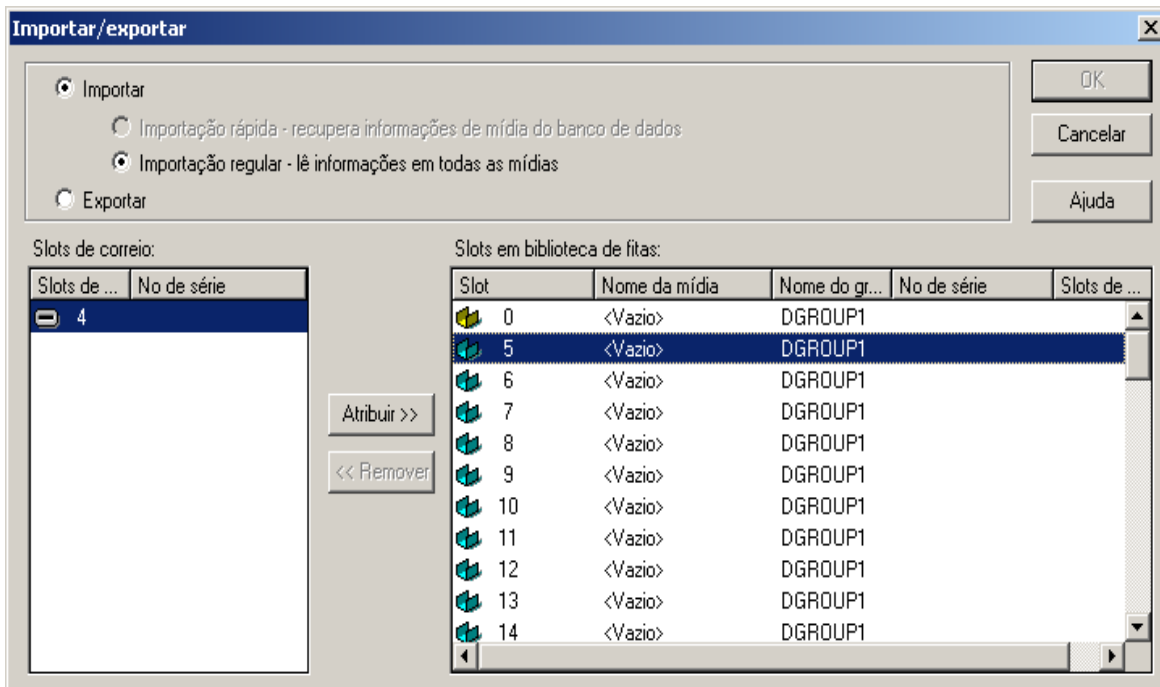 Importar/exportar
Importar
Importação rápida - recupera informações de mídia do banco de dados
Importação regular - lê informações em todas as mídias
Exportar
OK
Cancelar
Ajuda
Slots de correio:
Slots de ... No de série
4
Atribuir >>
<< Remover
Slots em biblioteca de fitas:
Slot Nome da mídia Nome do gr... No de série Slots de ...
0 <Vazio> DGROUP1
5 <Vazio> DGROUP1
6 <Vazio> DGROUP1
7 <Vazio> DGROUP1
8 <Vazio> DGROUP1
9 <Vazio> DGROUP1
10 <Vazio> DGROUP1
11 <Vazio> DGROUP1
12 <Vazio> DGROUP1
13 <Vazio> DGROUP1
14 <Vazio> DGROUP1